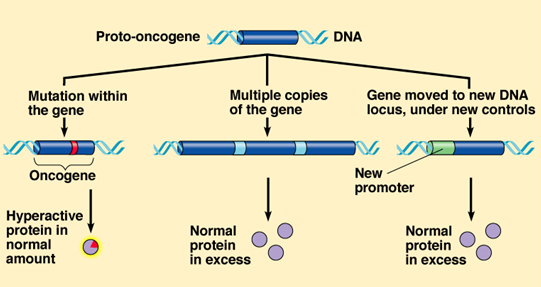 Proto-oncogene
DNA
Mutation within
the gene
Multiple copies
of the gene
Gene moved to new DNA
locus, under new controls
Oncogene
New
promoter
Hyperactive
protein in
normal
amount
Normal
protein
in excess
Normal
protein
in excess